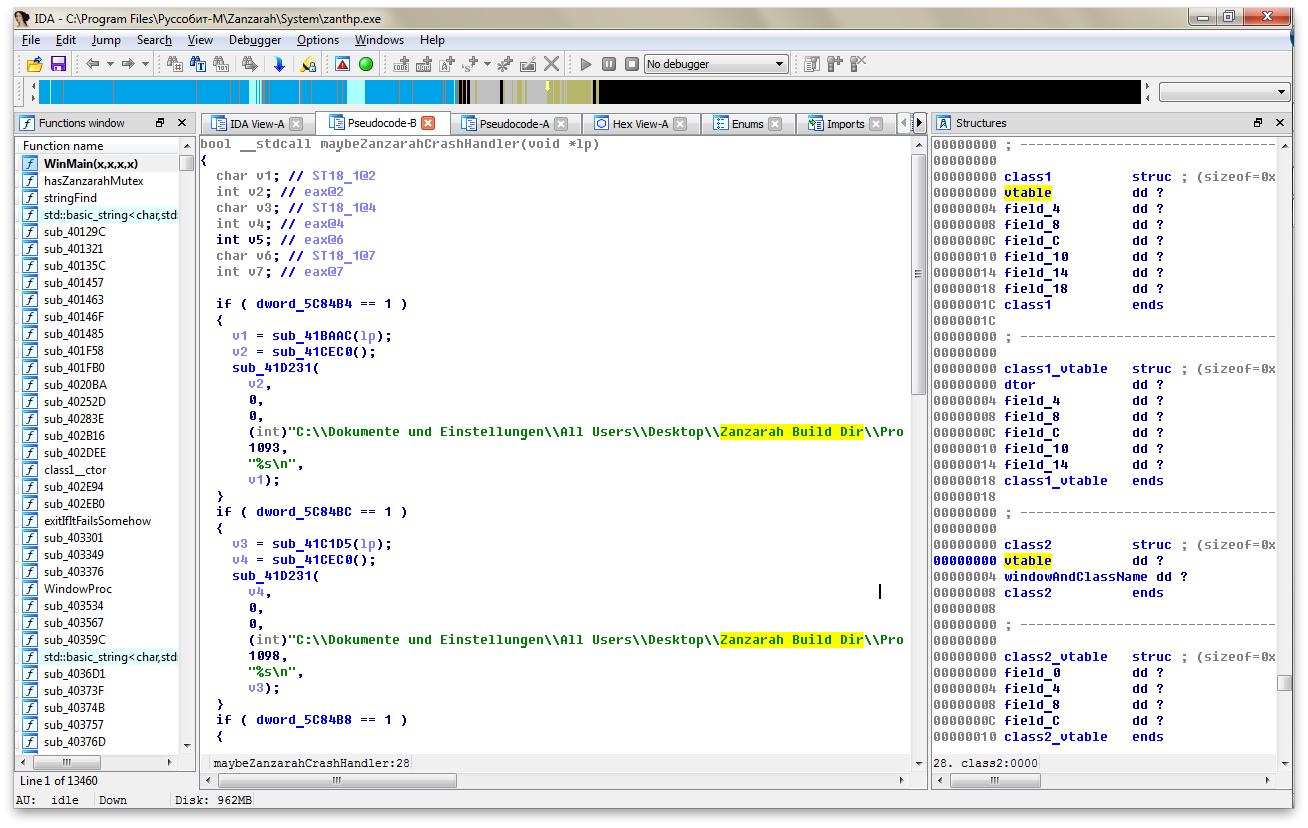 IDA - C:\Program Files\Руссобит-М\Zanzarah\System\zanthp.exe
File Edit Jump Search View Debugger Options Windows Help
No debugger
Functions window
IDA View-A
Pseudocode-B
Pseudocode-A
Hex View-A
Enums
Imports
Structures
Function name
WinMain(x,x,x,x)
hasZanzarahMutex
stringFind
std::basic_string<char,std:
sub_40129C
sub_401321
sub_40135C
sub_401457
sub_401463
sub_40146F
sub_401485
sub_401F58
sub_401FB0
sub_4020BA
sub_40252D
sub_40283E
sub_402B16
sub_402DEE
class1__ctor
sub_402E94
sub_402EB0
exitIfItFailsSomehow
sub_403301
sub_403349
sub_403376
WindowProc
sub_403534
sub_403567
sub_40359C
std::basic_string<char,std:
sub_4036D1
sub_40373F
sub_40374B
sub_403757
sub_40376D
Line 1 of 13460
bool __stdcall maybeZanzarahCrashHandler(void *lp)
{
char v1; // ST18_1@2
int v2; // eax@2
char v3; // ST18_1@4
int v4; // eax@4
int v5; // eax@6
char v6; // ST18_1@7
int v7; // eax@7
if ( dword_5C84B4 == 1 )
{
v1 = sub_41BAAC(lp);
v2 = sub_41CEC0();
sub_41D231(
v2,
0,
0,
(int)"C:\\Dokumente und Einstellungen\\All Users\\Desktop\\Zanzarah Build Dir\\Pro
1093,
"%s\n",
v1);
}
if ( dword_5C84BC == 1 )
{
v3 = sub_41C1D5(lp);
v4 = sub_41CEC0();
sub_41D231(
v4,
0,
0,
(int)"C:\\Dokumente und Einstellungen\\All Users\\Desktop\\Zanzarah Build Dir\\Pro
1098,
"%s\n",
v3);
}
if ( dword_5C84B8 == 1 )
{
maybeZanzarahCrashHandler:28
00000000 ; --------------------------------
00000000
00000000 class1 struc ; (sizeof=0x
00000000 vtable dd ?
00000004 field_4 dd ?
00000008 field_8 dd ?
0000000C field_C dd ?
00000010 field_10 dd ?
00000014 field_14 dd ?
00000018 field_18 dd ?
0000001C class1 ends
0000001C
00000000 ; --------------------------------
00000000
00000000 class1_vtable struc ; (sizeof=0x
00000000 dtor dd ?
00000004 field_4 dd ?
00000008 field_8 dd ?
0000000C field_C dd ?
00000010 field_10 dd ?
00000014 field_14 dd ?
00000018 class1_vtable ends
00000018
00000000 ; --------------------------------
00000000
00000000 class2 struc ; (sizeof=0x
00000000 vtable dd ?
00000004 windowAndClassName dd ?
00000008 class2 ends
00000008
00000000 ; --------------------------------
00000000
00000000 class2_vtable struc ; (sizeof=0x
00000000 field_0 dd ?
00000004 field_4 dd ?
00000008 field_8 dd ?
0000000C field_C dd ?
00000010 class2_vtable ends
28. class2:0000
AU: idle Down Disk: 962MB